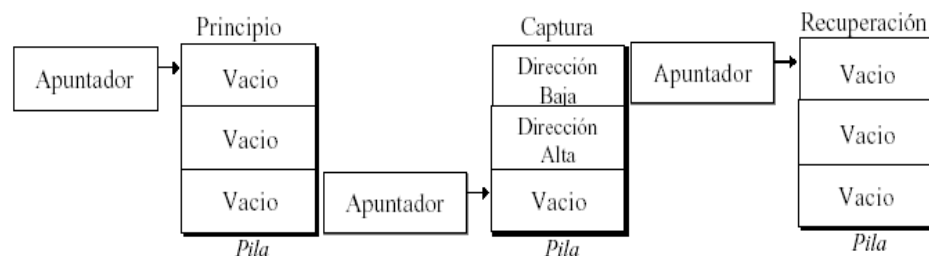 Principio
Apuntador
Vacio
Vacio
Vacio
Pila
Apuntador
Captura
Dirección
Baja
Dirección
Alta
Vacio
Pila
Apuntador
Recuperación
Vacio
Vacio
Vacio
Pila